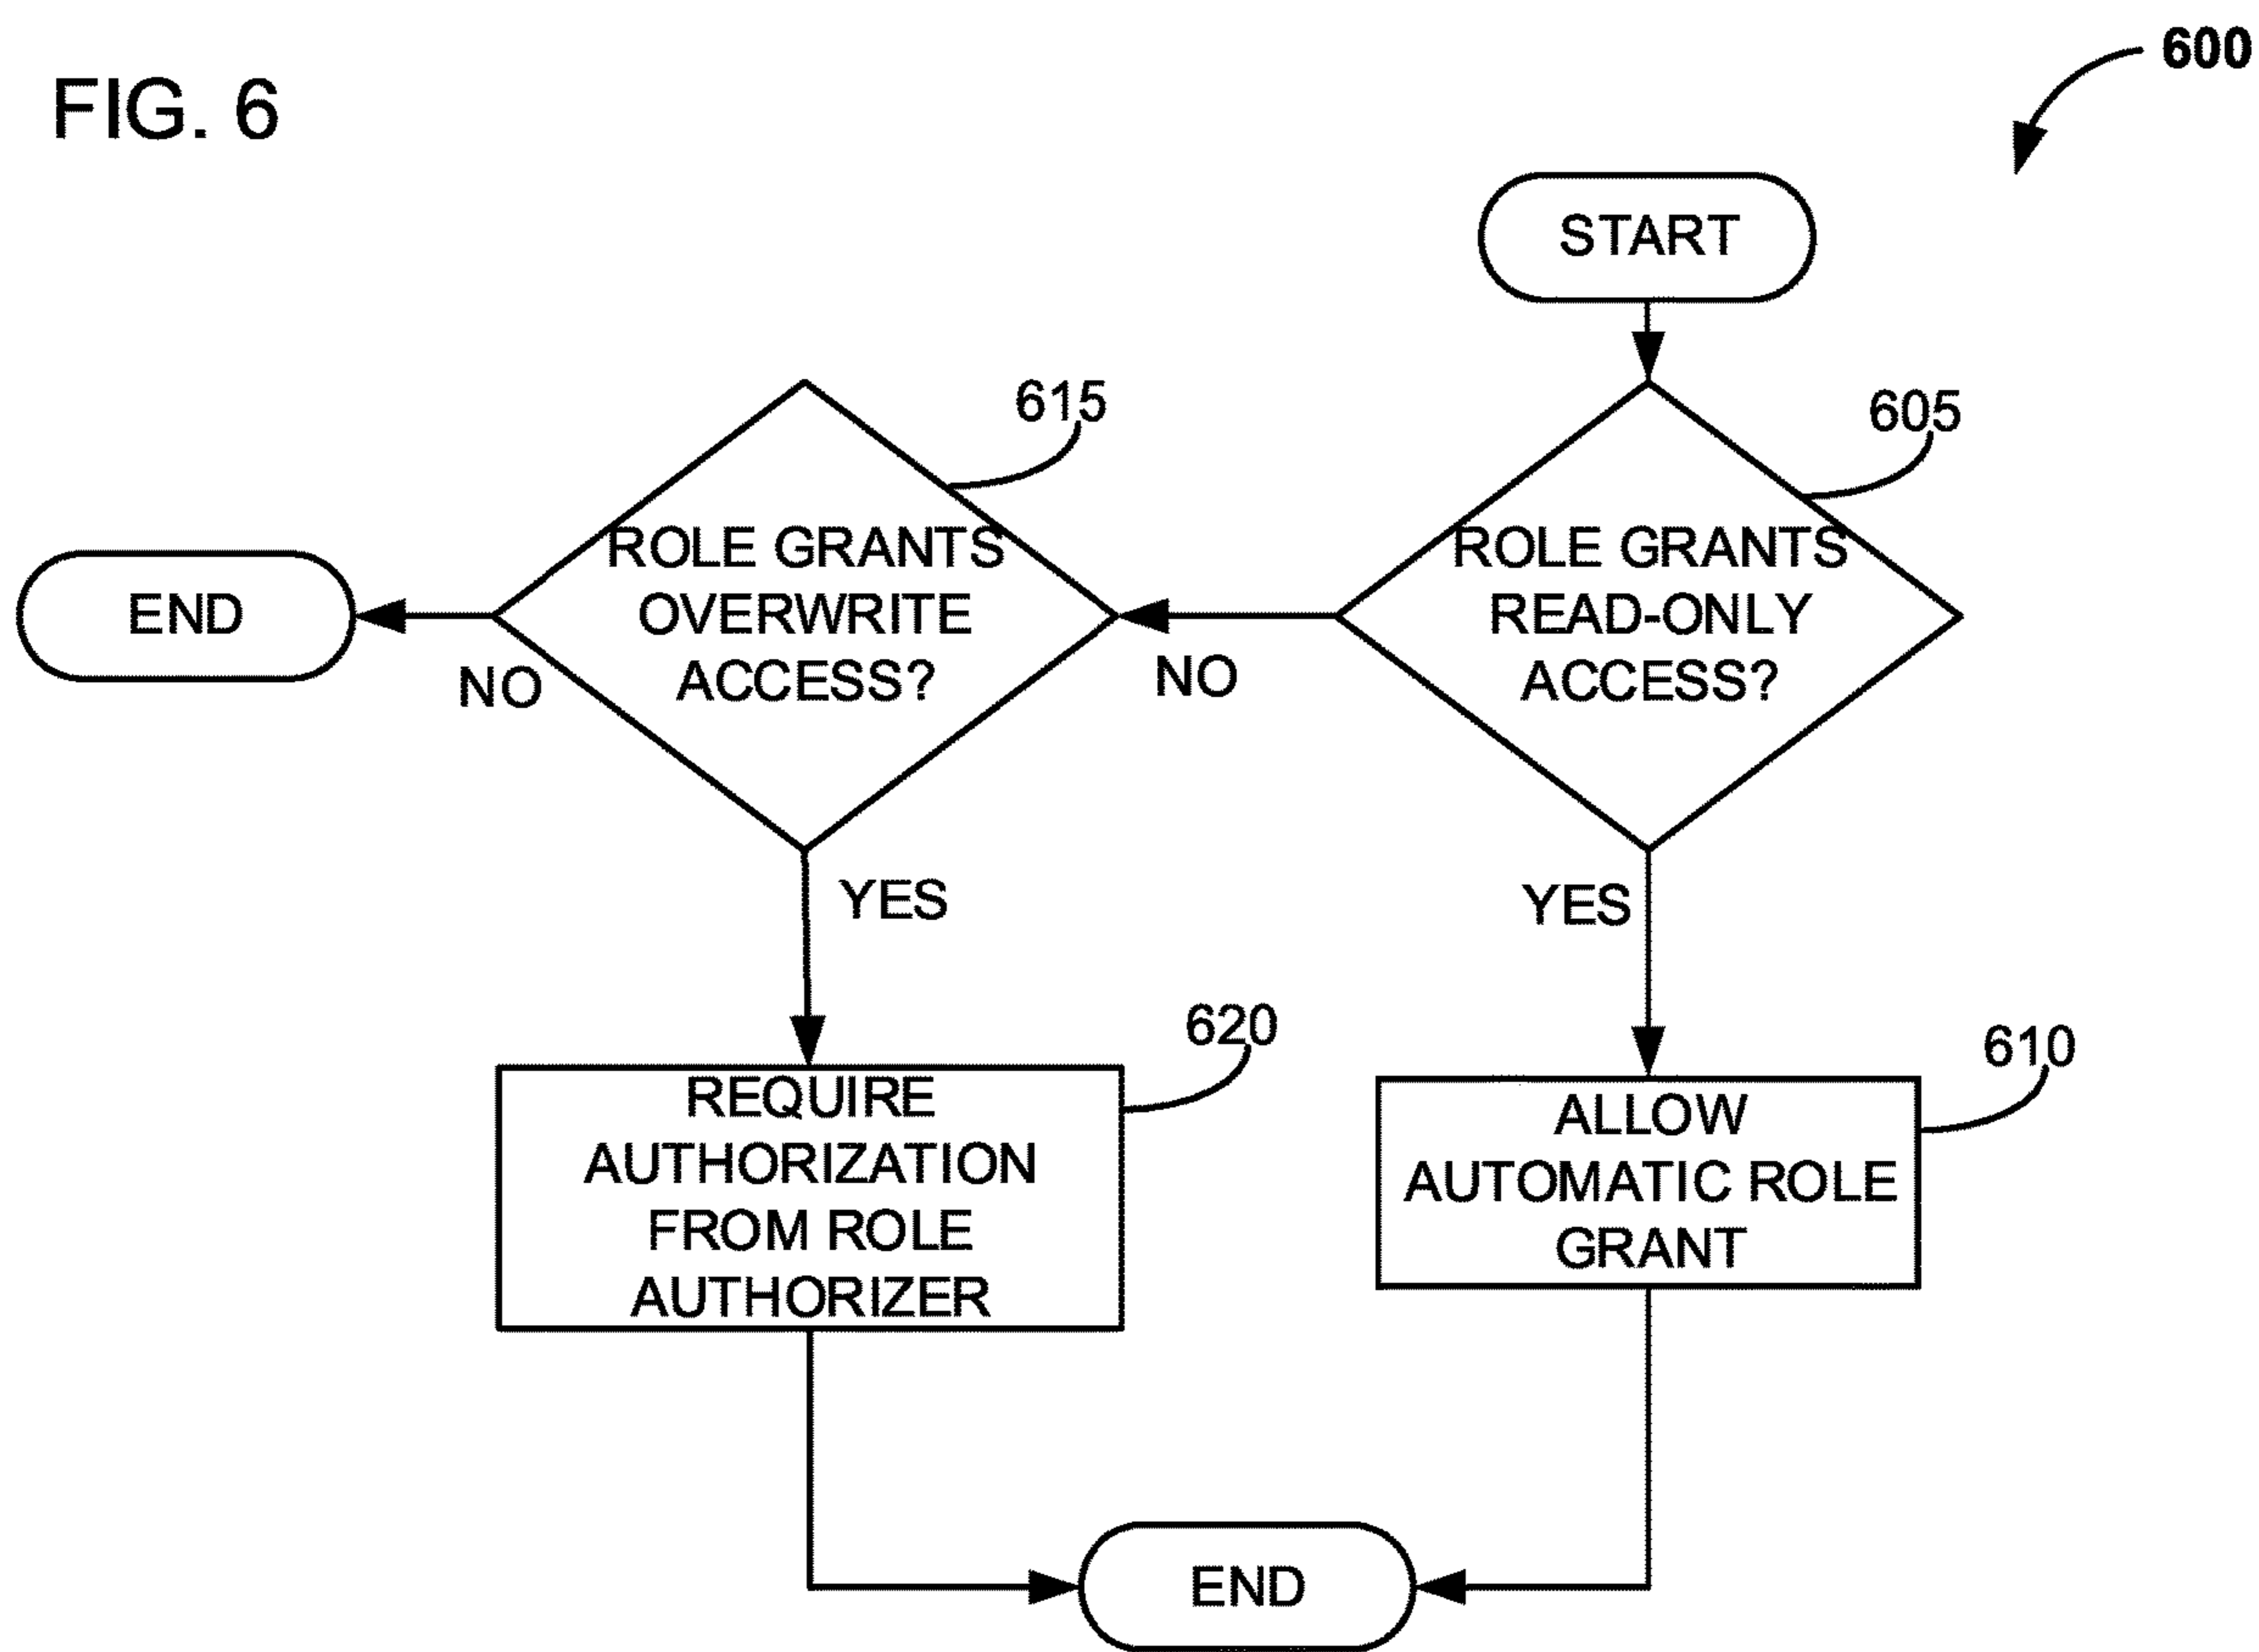 FIG. 6
600
START
605
ROLE GRANTS
READ-ONLY
ACCESS?
NO
YES
615
ROLE GRANTS
OVERWRITE
ACCESS?
NO
YES
END
610
ALLOW
AUTOMATIC ROLE
GRANT
620
REQUIRE
AUTHORIZATION
FROM ROLE
AUTHORIZER
END